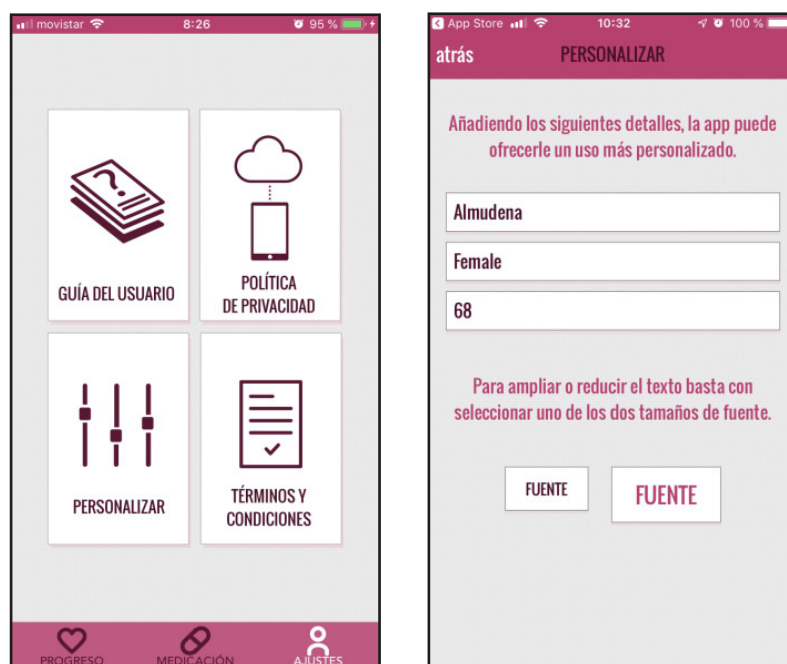 movistar 8:26 95 %
GUÍA DEL USUARIO
POLÍTICA
DE PRIVACIDAD
PERSONALIZAR
TÉRMINOS Y
CONDICIONES
PROGRESO MEDICACIÓN AJUSTES
App Store 10:32 100 %
atrás PERSONALIZAR
Añadiendo los siguientes detalles, la app puede
ofrecerle un uso más personalizado.
Almudena
Female
68
Para ampliar o reducir el texto basta con
seleccionar uno de los dos tamaños de fuente.
FUENTE FUENTE